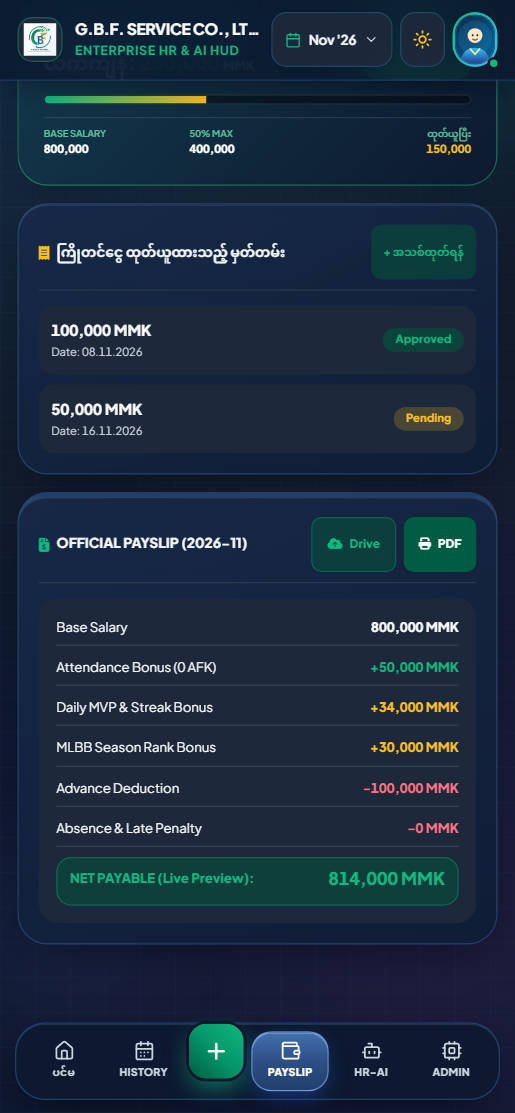 G.B.F. SERVICE CO., LT...
ENTERPRISE HR & AI HUD
Nov '26
BASE SALARY
800,000
50% MAX
400,000
ထုတ်ယူပြီး
150,000
ကြိုတင်ငွေ ထုတ်ယူထားသည့် မှတ်တမ်း
+ အသစ်ထုတ်ရန်
100,000 MMK
Date: 08.11.2026
Approved
50,000 MMK
Date: 16.11.2026
Pending
OFFICIAL PAYSLIP (2026-11)
Drive
PDF
Base Salary
800,000 MMK
Attendance Bonus (0 AFK)
+50,000 MMK
Daily MVP & Streak Bonus
+34,000 MMK
MLBB Season Rank Bonus
+30,000 MMK
Advance Deduction
-100,000 MMK
Absence & Late Penalty
-0 MMK
NET PAYABLE (Live Preview):
814,000 MMK
ပင်မ
HISTORY
+
PAYSLIP
HR-AI
ADMIN